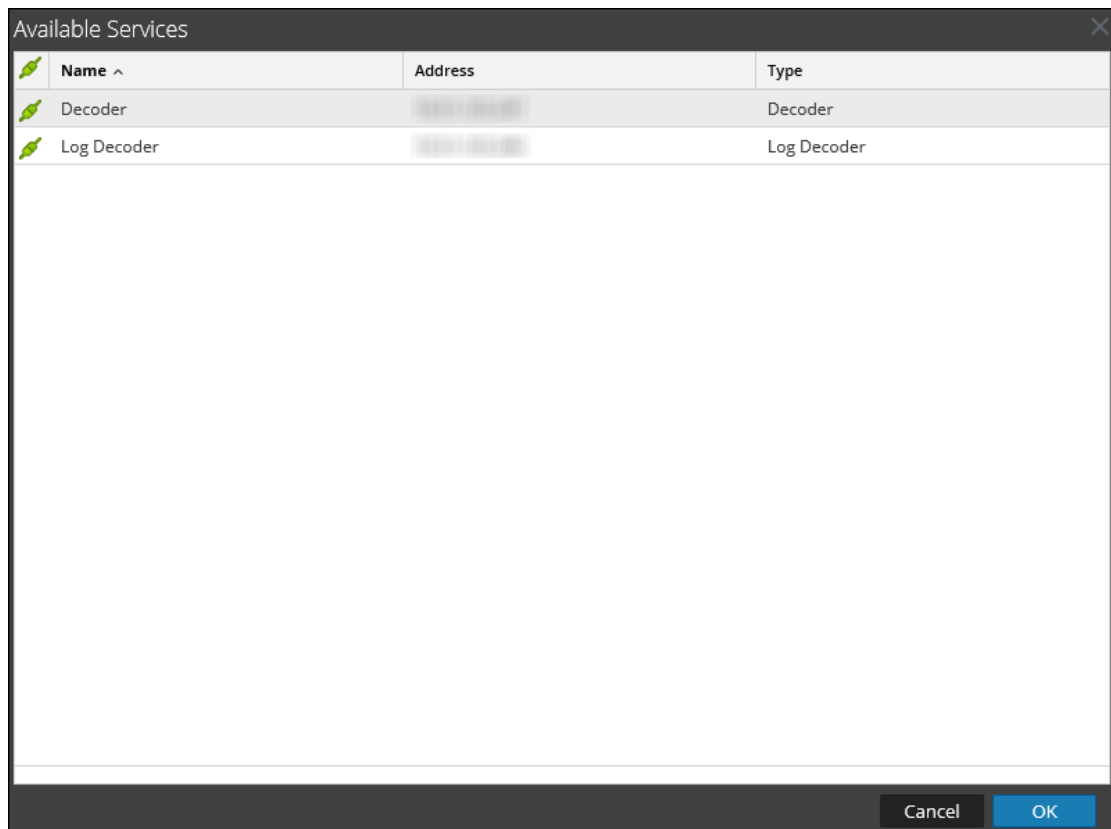 Available Services
Name Address Type
Decoder Decoder
Log Decoder Log Decoder
Cancel OK